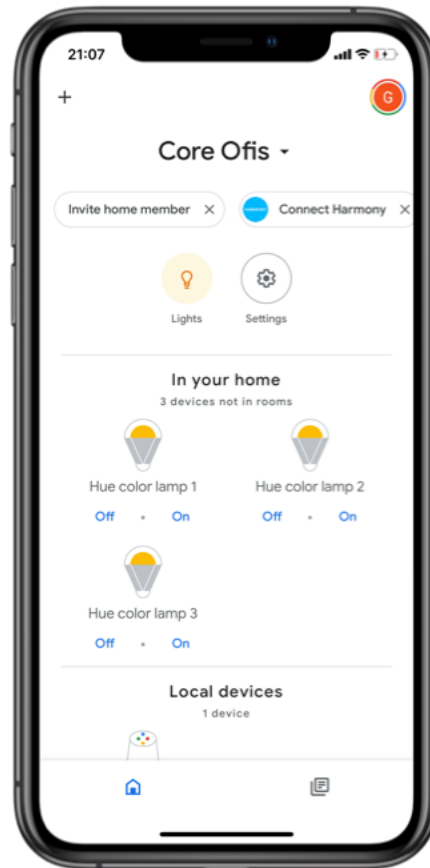 21:07
G
Core Ofis
Invite home member
HARMONY Connect Harmony
Lights Settings
In your home
3 devices not in rooms
Hue color lamp 1 Hue color lamp 2
Off • On Off • On
Hue color lamp 3
Off • On
Local devices
1 device